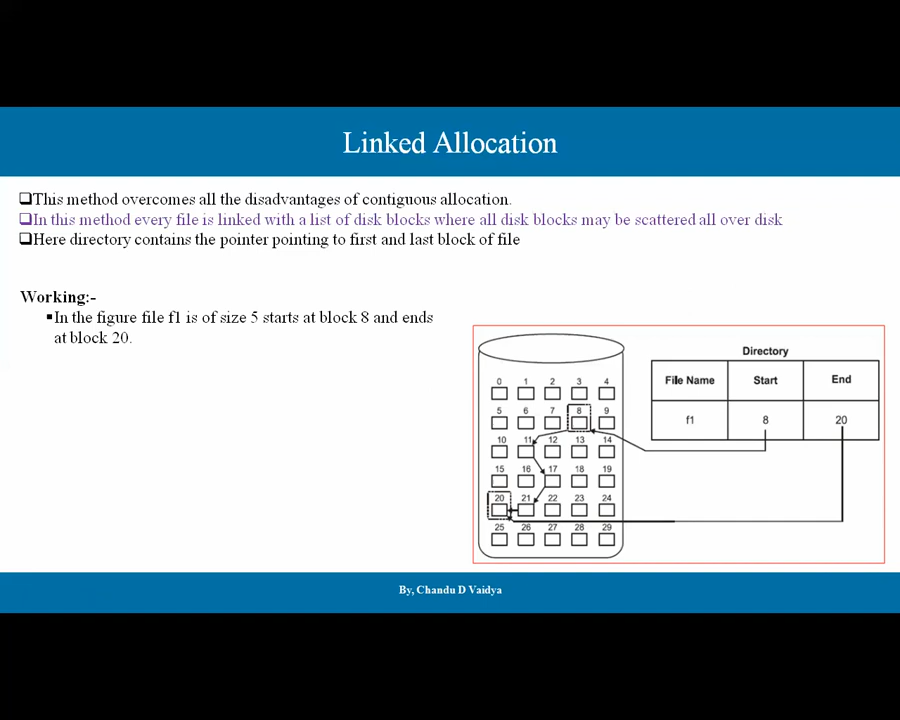 Linked Allocation
❑This method overcomes all the disadvantages of contiguous allocation.
❑In this method every file is linked with a list of disk blocks where all disk blocks may be scattered all over disk
❑Here directory contains the pointer pointing to first and last block of file
Working:-
▪In the figure file f1 is of size 5 starts at block 8 and ends
at block 20.
Directory
File Name Start End
f1 8 20
0 1 2 3 4
5 6 7 8 9
10 11 12 13 14
15 16 17 18 19
20 21 22 23 24
25 26 27 28 29
By, Chandu D Vaidya